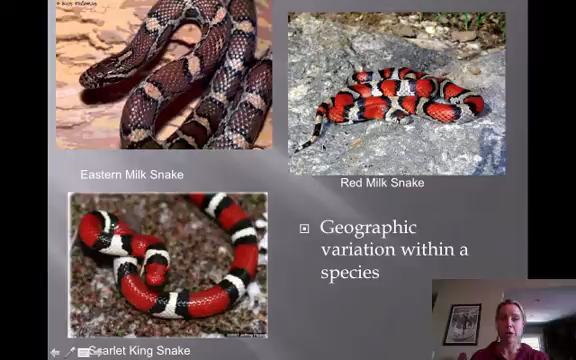 Eastern Milk Snake
Red Milk Snake
Geographic
variation within a
species
Scarlet King Snake